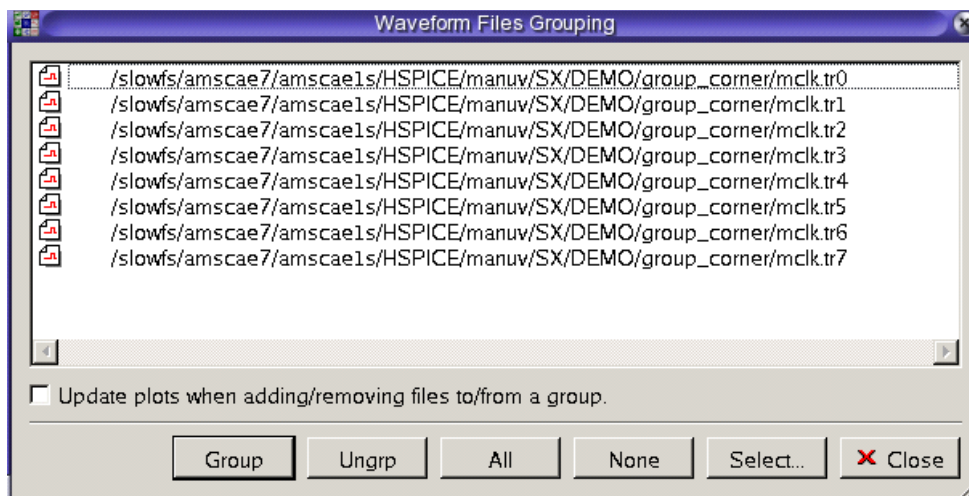 Waveform Files Grouping
/slowfs/amscae7/amscae1s/HSPICE/manuv/SX/DEMO/group_corner/mclk.tr0
/slowfs/amscae7/amscae1s/HSPICE/manuv/SX/DEMO/group_corner/mclk.tr1
/slowfs/amscae7/amscae1s/HSPICE/manuv/SX/DEMO/group_corner/mclk.tr2
/slowfs/amscae7/amscae1s/HSPICE/manuv/SX/DEMO/group_corner/mclk.tr3
/slowfs/amscae7/amscae1s/HSPICE/manuv/SX/DEMO/group_corner/mclk.tr4
/slowfs/amscae7/amscae1s/HSPICE/manuv/SX/DEMO/group_corner/mclk.tr5
/slowfs/amscae7/amscae1s/HSPICE/manuv/SX/DEMO/group_corner/mclk.tr6
/slowfs/amscae7/amscae1s/HSPICE/manuv/SX/DEMO/group_corner/mclk.tr7
Update plots when adding/removing files to/from a group.
Group Ungrp All None Select... Close